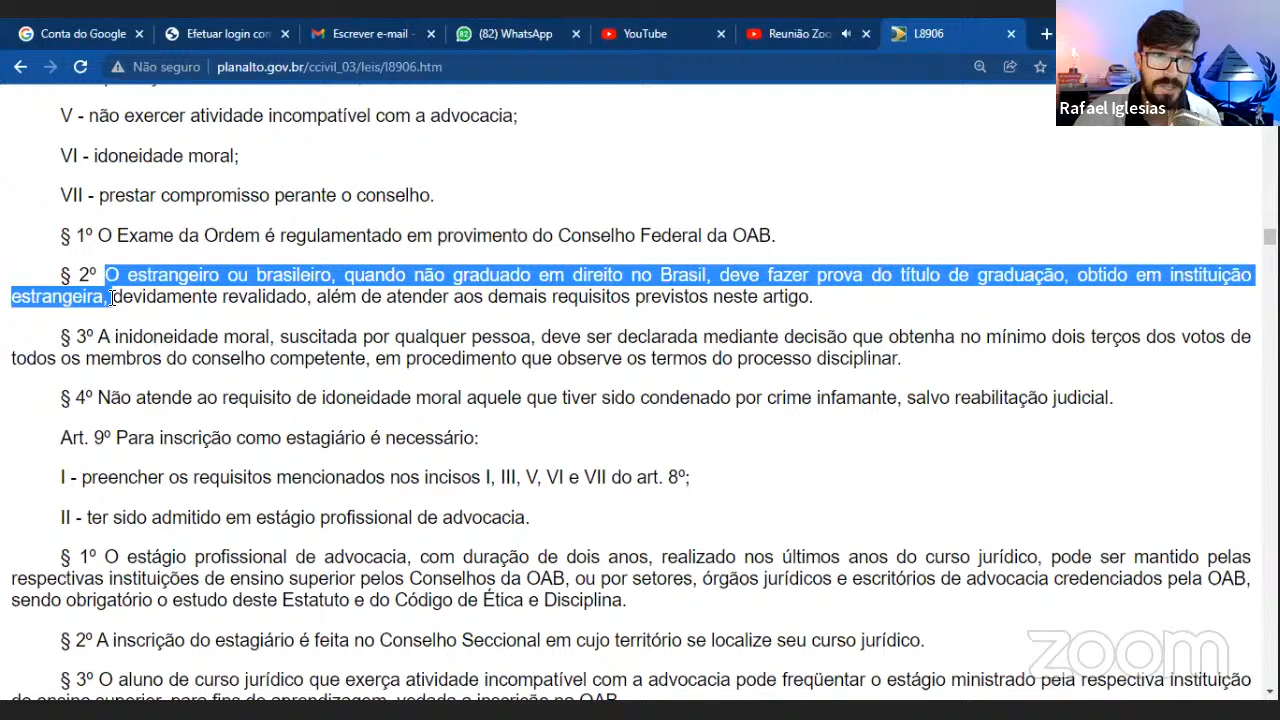 Conta do Google
Efetuar login con
Escrever e-mail -
(82) WhatsApp
YouTube
Reunião Zoo
L8906
Não seguro
planalto.gov.br/ccivil_03/leis/l8906.htm
Rafael Iglesias
V - não exercer atividade incompatível com a advocacia;
VI - idoneidade moral;
VII - prestar compromisso perante o conselho.
§ 1º O Exame da Ordem é regulamentado em provimento do Conselho Federal da OAB.
§ 2º O estrangeiro ou brasileiro, quando não graduado em direito no Brasil, deve fazer prova do título de graduação, obtido em instituição
estrangeira, devidamente revalidado, além de atender aos demais requisitos previstos neste artigo.
§ 3º A inidoneidade moral, suscitada por qualquer pessoa, deve ser declarada mediante decisão que obtenha no mínimo dois terços dos votos de
todos os membros do conselho competente, em procedimento que observe os termos do processo disciplinar.
§ 4º Não atende ao requisito de idoneidade moral aquele que tiver sido condenado por crime infamante, salvo reabilitação judicial.
Art. 9º Para inscrição como estagiário é necessário:
I - preencher os requisitos mencionados nos incisos I, III, V, VI e VII do art. 8º;
II - ter sido admitido em estágio profissional de advocacia.
§ 1º O estágio profissional de advocacia, com duração de dois anos, realizado nos últimos anos do curso jurídico, pode ser mantido pelas
respectivas instituições de ensino superior pelos Conselhos da OAB, ou por setores, órgãos jurídicos e escritórios de advocacia credenciados pela OAB,
sendo obrigatório o estudo deste Estatuto e do Código de Ética e Disciplina.
§ 2º A inscrição do estagiário é feita no Conselho Seccional em cujo território se localize seu curso jurídico.
zoom
§ 3º O aluno de curso jurídico que exerça atividade incompatível com a advocacia pode freqüentar o estágio ministrado pela respectiva instituição
de ensino superior, para fins de aprendizagem, vedada a inscrição na OAB.